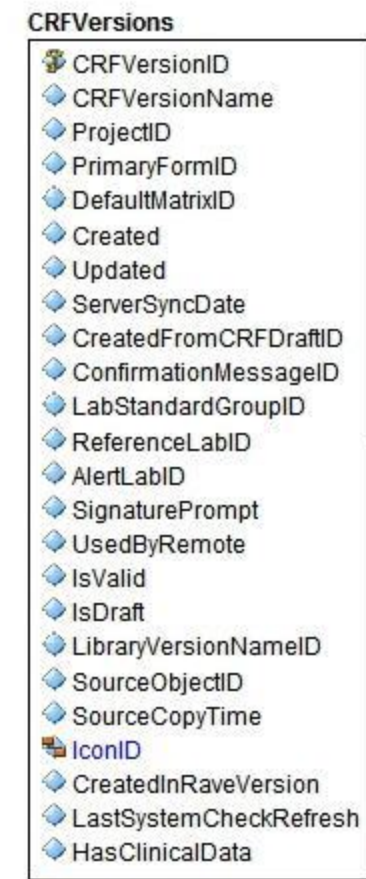 CRFVersions
CRFVersionID
CRFVersionName
ProjectID
PrimaryFormID
DefaultMatrixID
Created
Updated
ServerSyncDate
CreatedFromCRFDraftID
ConfirmationMessageID
LabStandardGroupID
ReferenceLabID
AlertLabID
SignaturePrompt
UsedByRemote
IsValid
IsDraft
LibraryVersionNameID
SourceObjectID
SourceCopyTime
IconID
CreatedInRaveVersion
LastSystemCheckRefresh
HasClinicalData